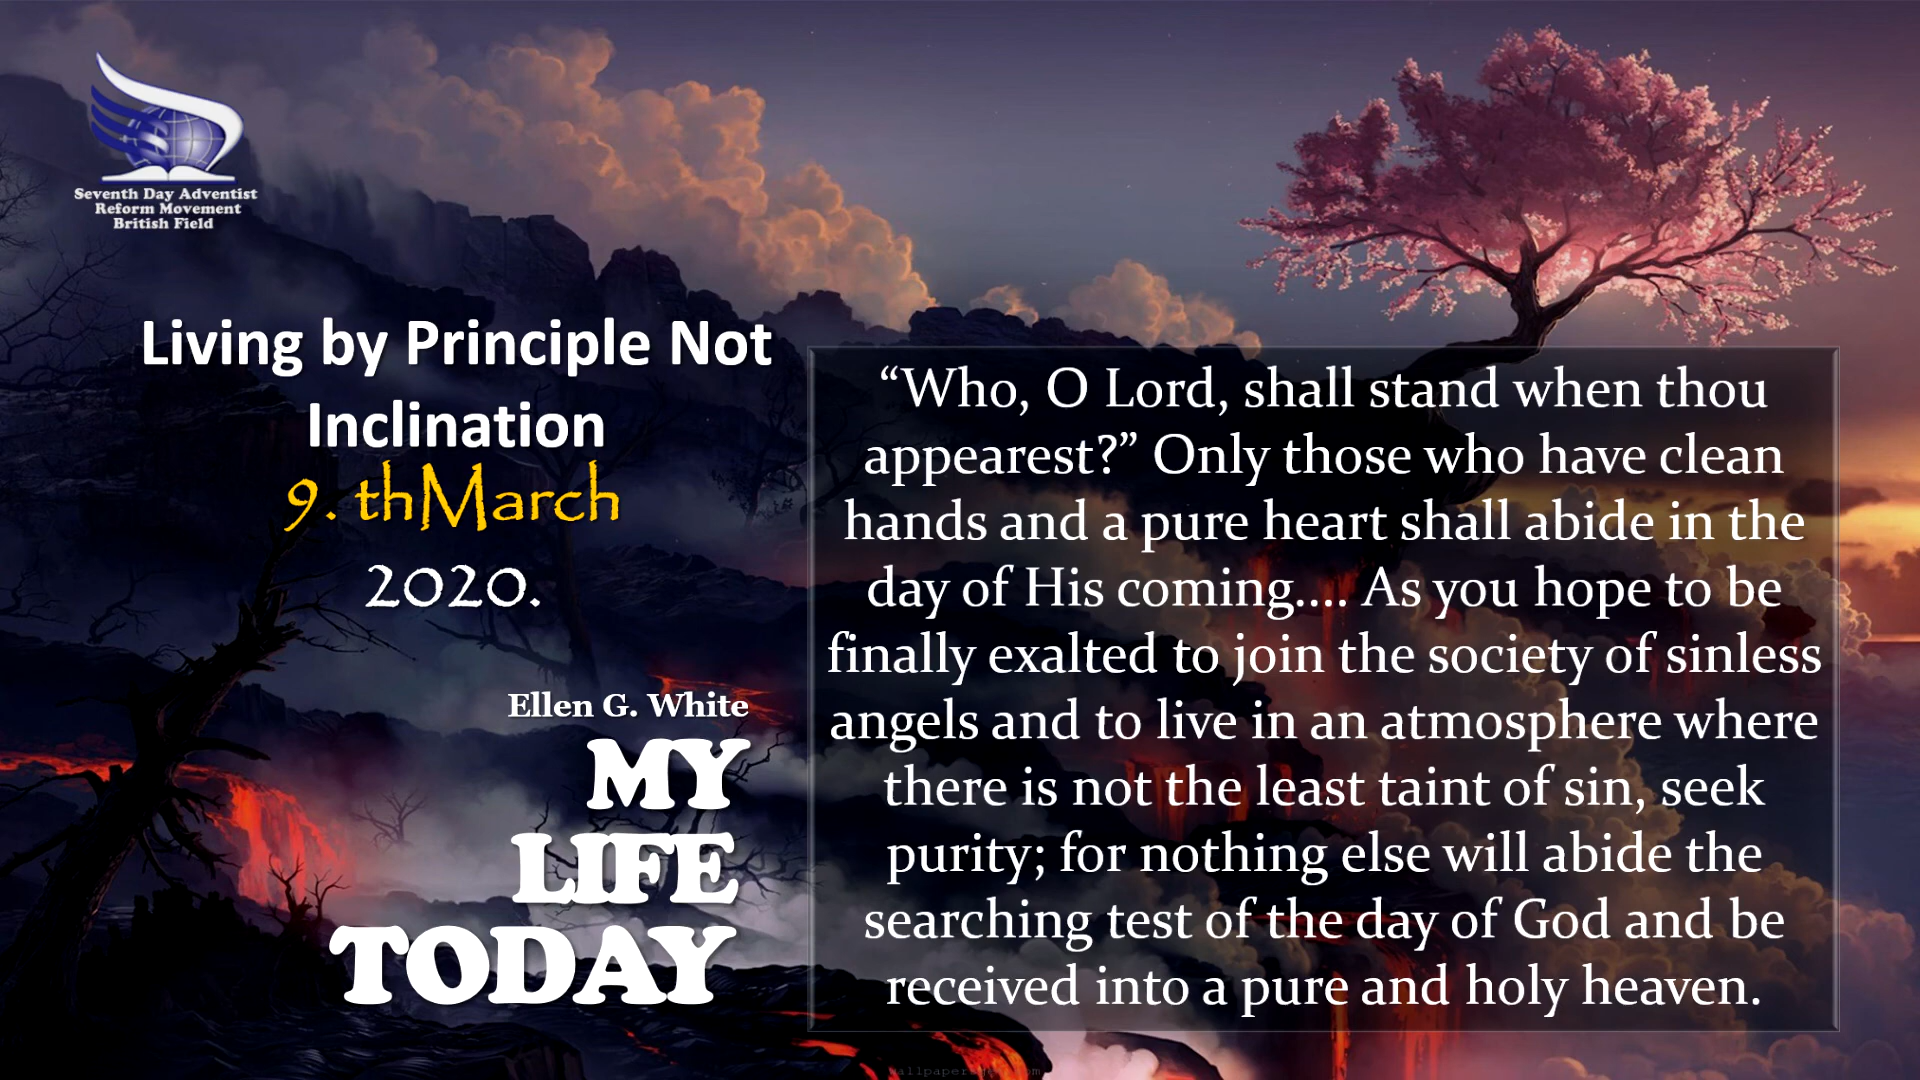 Seventh Day Adventist
Reform Movement
British Field
Living by Principle Not
Inclination
9. thMarch
2020.
Ellen G. White
MY
LIFE
TODAY
“Who, O Lord, shall stand when thou
appearest?” Only those who have clean
hands and a pure heart shall abide in the
day of His coming.... As you hope to be
finally exalted to join the society of sinless
angels and to live in an atmosphere where
there is not the least taint of sin, seek
purity; for nothing else will abide the
searching test of the day of God and be
received into a pure and holy heaven.